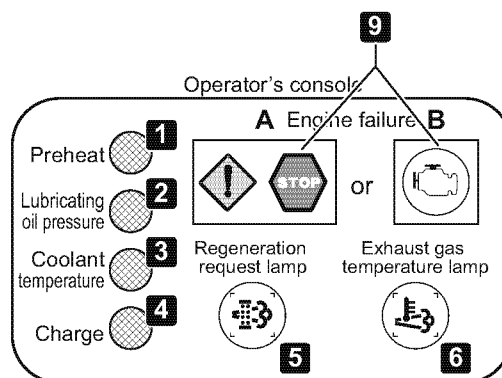 9
Operator's console
A Engine failure B
1
Preheat
STOP
or
2
Lubricating
oil pressure
3
Coolant
temperature
Regeneration
request lamp
Exhaust gas
temperature lamp
4
Charge
5
6